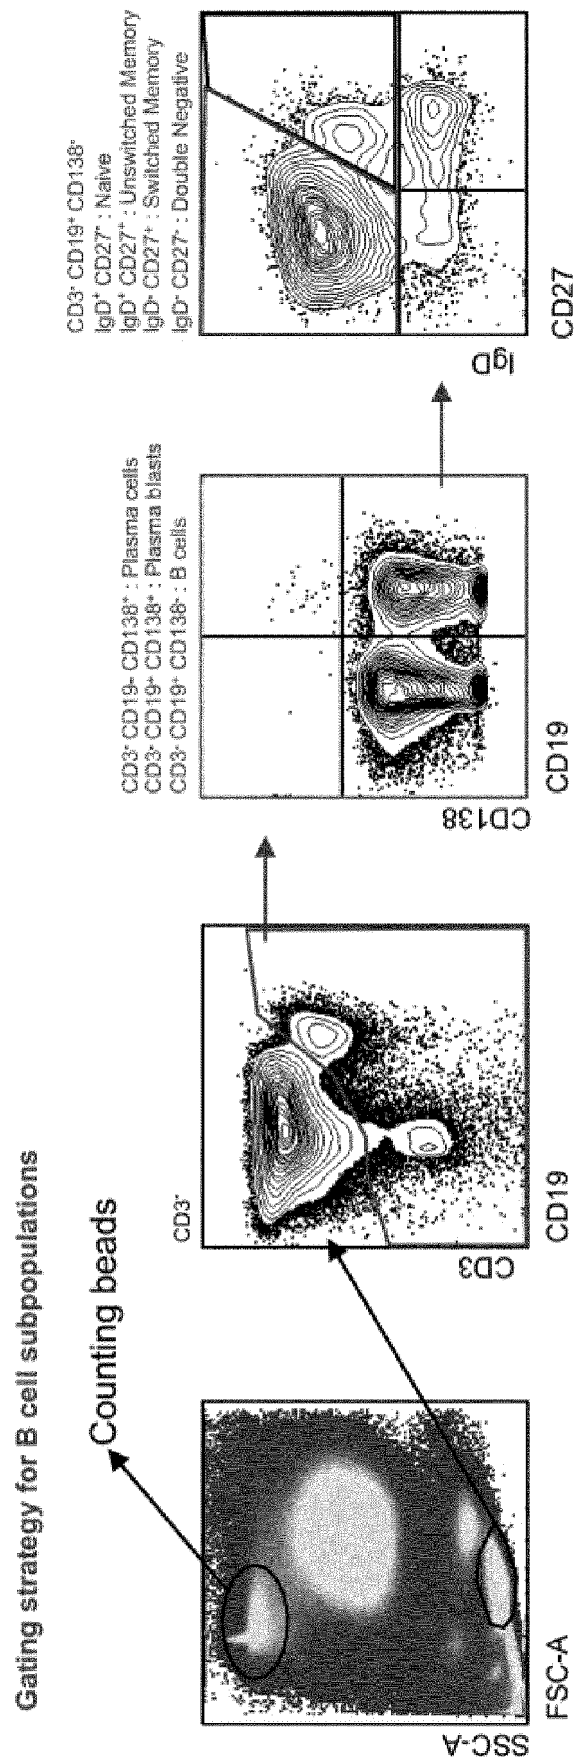 Gating strategy for B cell subpopulations
Counting beads
SSC-A
FSC-A
CD3-
CD3
CD19
CD3- CD19- CD138+ : Plasma cells
CD3- CD19+ CD138+ : Plasma blasts
CD3- CD19+ CD138- : B cells
CD138
CD19
CD3- CD19+ CD138-
IgD+ CD27- : Naive
IgD+ CD27+ : Unswitched Memory
IgD- CD27+ : Switched Memory
IgD- CD27- : Double Negative
IgD
CD27